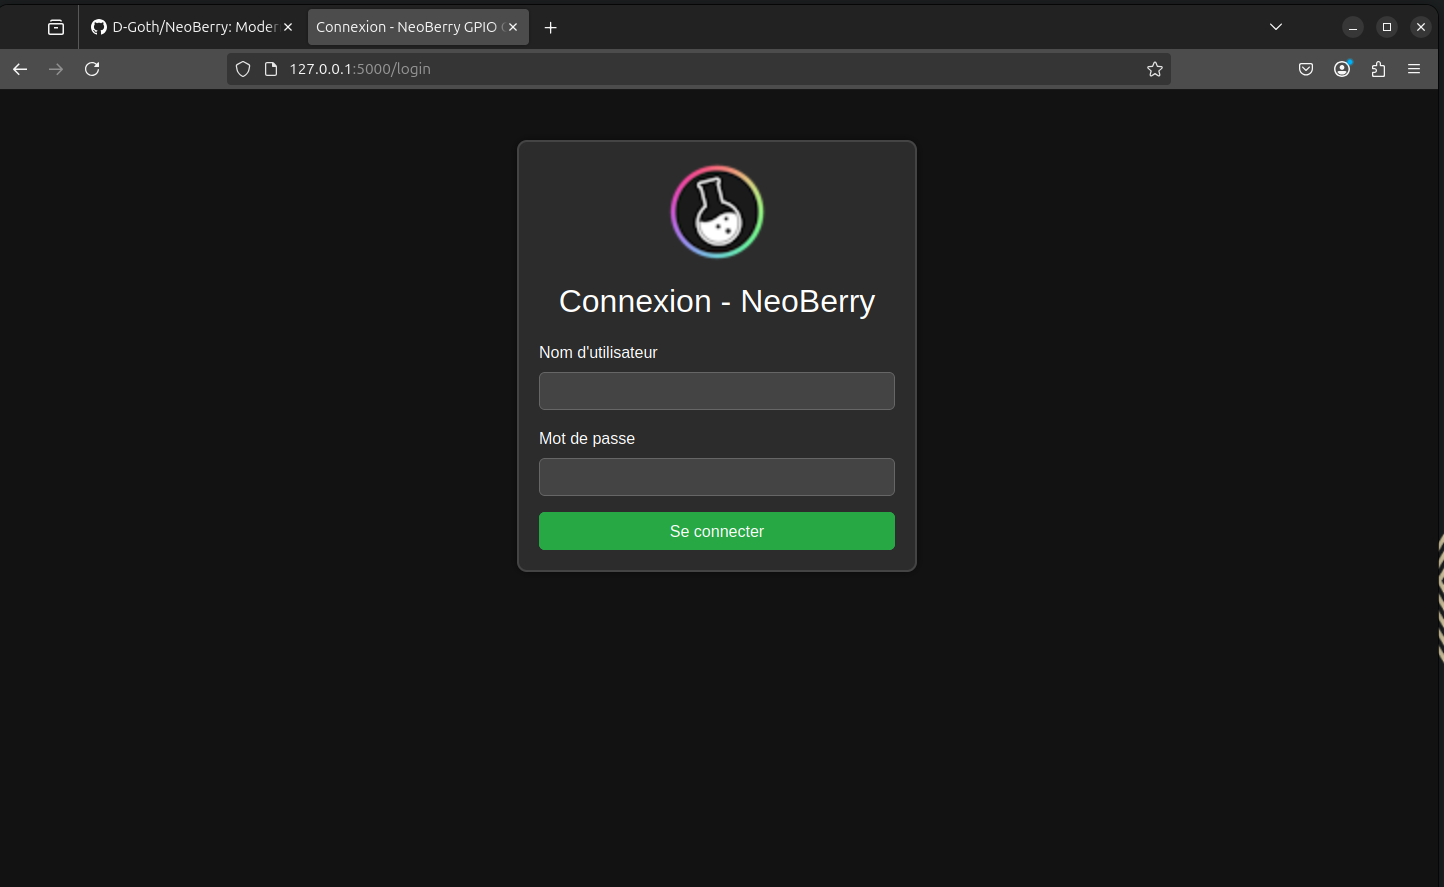 D-Goth/NeoBerry: Moder
Connexion - NeoBerry GPIO
127.0.0.1:5000/login
Connexion - NeoBerry
Nom d'utilisateur
Mot de passe
Se connecter